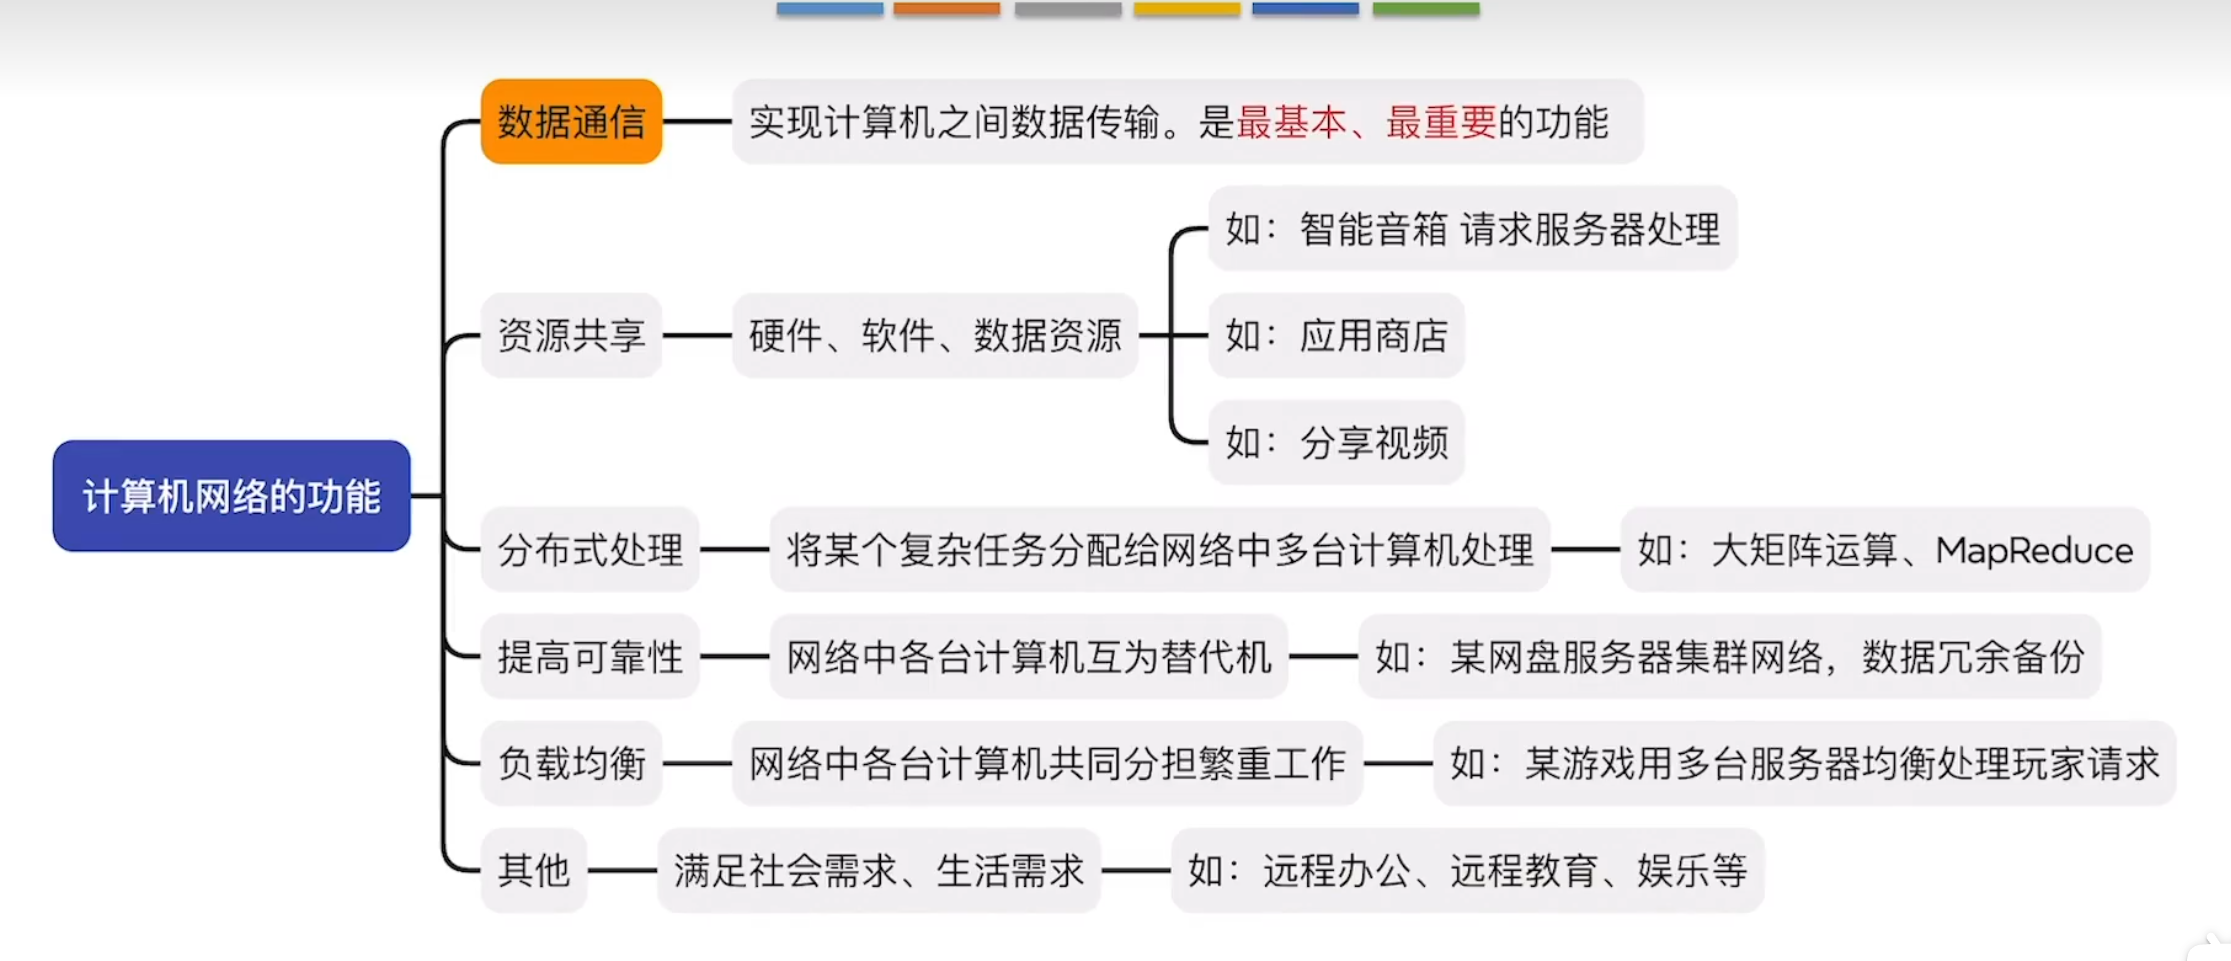 数据通信
实现计算机之间数据传输。是最基本、最重要的功能
如：智能音箱 请求服务器处理
资源共享
硬件、软件、数据资源
如：应用商店
如：分享视频
计算机网络的功能
分布式处理
将某个复杂任务分配给网络中多台计算机处理
如：大矩阵运算、MapReduce
提高可靠性
网络中各台计算机互为替代机
如：某网盘服务器集群网络，数据冗余备份
负载均衡
网络中各台计算机共同分担繁重工作
如：某游戏用多台服务器均衡处理玩家请求
其他
满足社会需求、生活需求
如：远程办公、远程教育、娱乐等